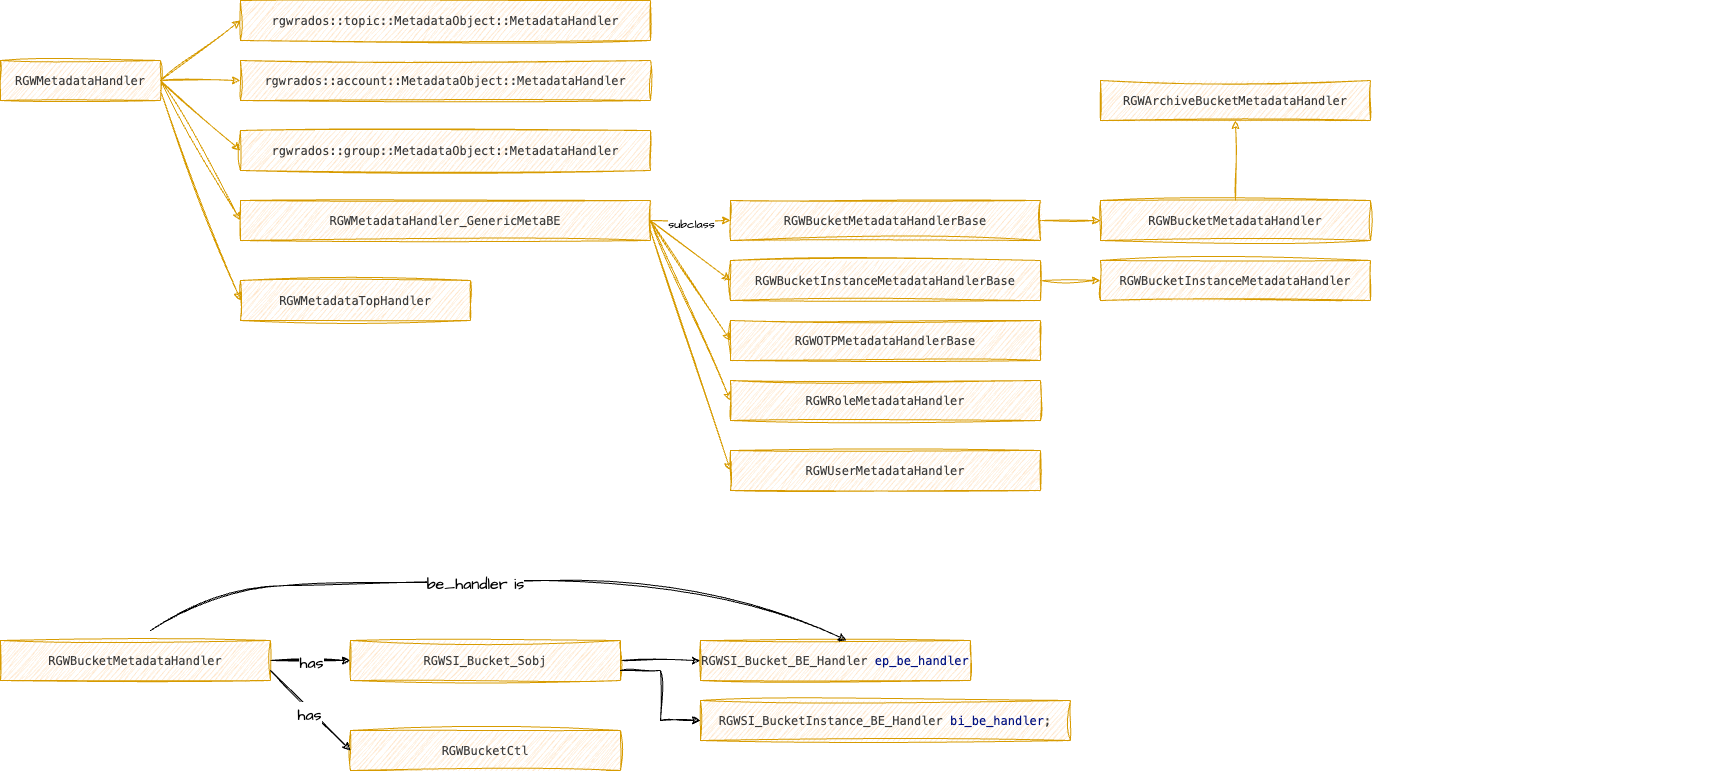 rgwrados::topic::MetadataObject::MetadataHandler
RGWMetadataHandler
rgwrados::account::MetadataObject::MetadataHandler
RGWArchiveBucketMetadataHandler
rgwrados::group::MetadataObject::MetadataHandler
RGWMetadataHandler_GenericMetaBE
subclass
RGWBucketMetadataHandlerBase
RGWBucketMetadataHandler
RGWBucketInstanceMetadataHandlerBase
RGWBucketInstanceMetadataHandler
RGWMetadataTopHandler
RGWOTPMetadataHandlerBase
RGWRoleMetadataHandler
RGWUserMetadataHandler
be_handler is
RGWBucketMetadataHandler
has
RGWSI_Bucket_Sobj
RGWSI_Bucket_BE_Handler ep_be_handler
has
RGWSI_BucketInstance_BE_Handler bi_be_handler;
RGWBucketCtl